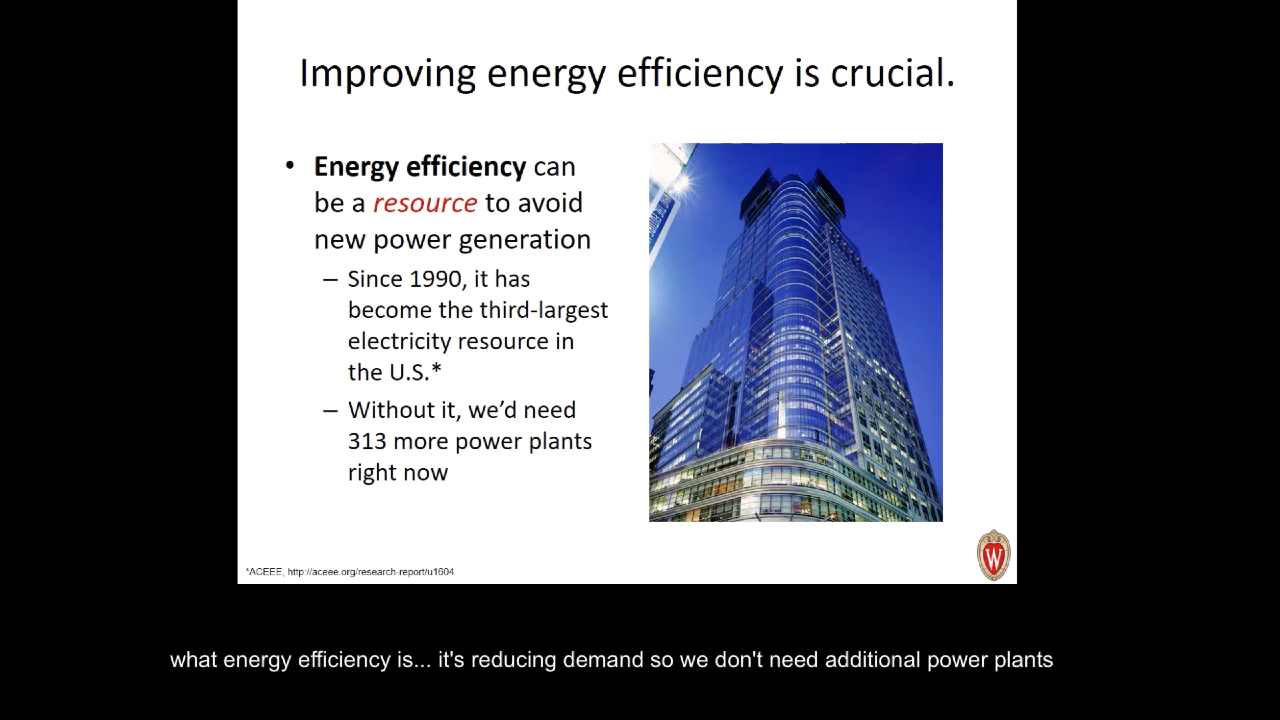 Improving energy efficiency is crucial.
• Energy efficiency can
be a resource to avoid
new power generation
– Since 1990, it has
become the third-largest
electricity resource in
the U.S.*
– Without it, we’d need
313 more power plants
right now
W
*ACEEE, http://aceee.org/research-report/u1604
what energy efficiency is... it's reducing demand so we don't need additional power plants